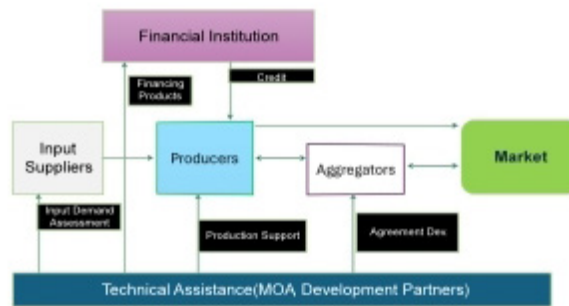 Financial Institution
Financing
Products
Credit
Input
Suppliers
Producers
Aggregators
Market
Input Demand
Assessment
Production Support
Agreement Dev.
Technical Assistance(MOA, Development Partners)